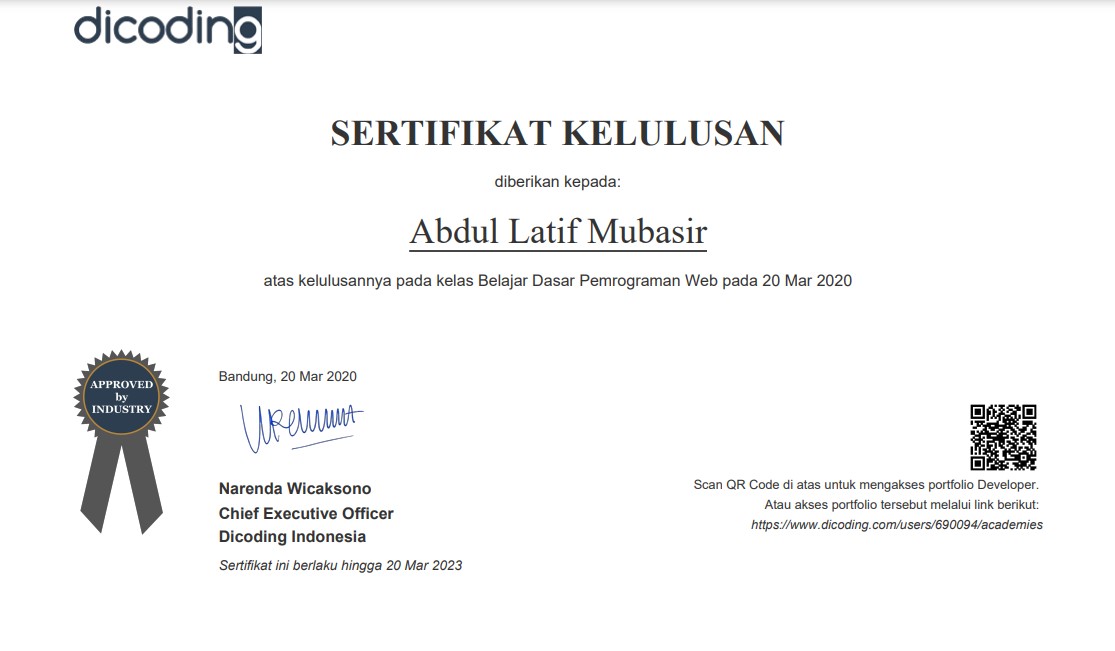 dicoding
SERTIFIKAT KELULUSAN
diberikan kepada:
Abdul Latif Mubasir
atas kelulusannya pada kelas Belajar Dasar Pemrograman Web pada 20 Mar 2020
APPROVED
by
INDUSTRY
Bandung, 20 Mar 2020
Narenda Wicaksono
Chief Executive Officer
Dicoding Indonesia
Sertifikat ini berlaku hingga 20 Mar 2023
Scan QR Code di atas untuk mengakses portfolio Developer.
Atau akses portfolio tersebut melalui link berikut:
https://www.dicoding.com/users/690094/academies